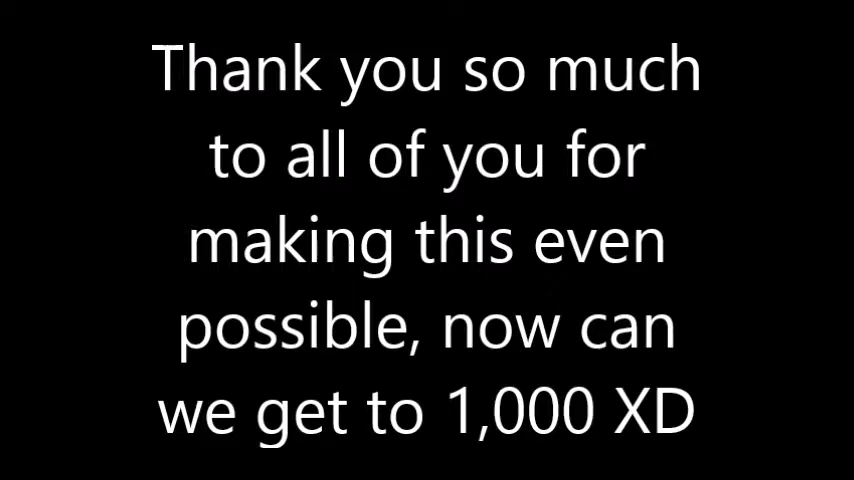 Thank you so much
to all of you for
making this even
possible, now can
we get to 1,000 XD